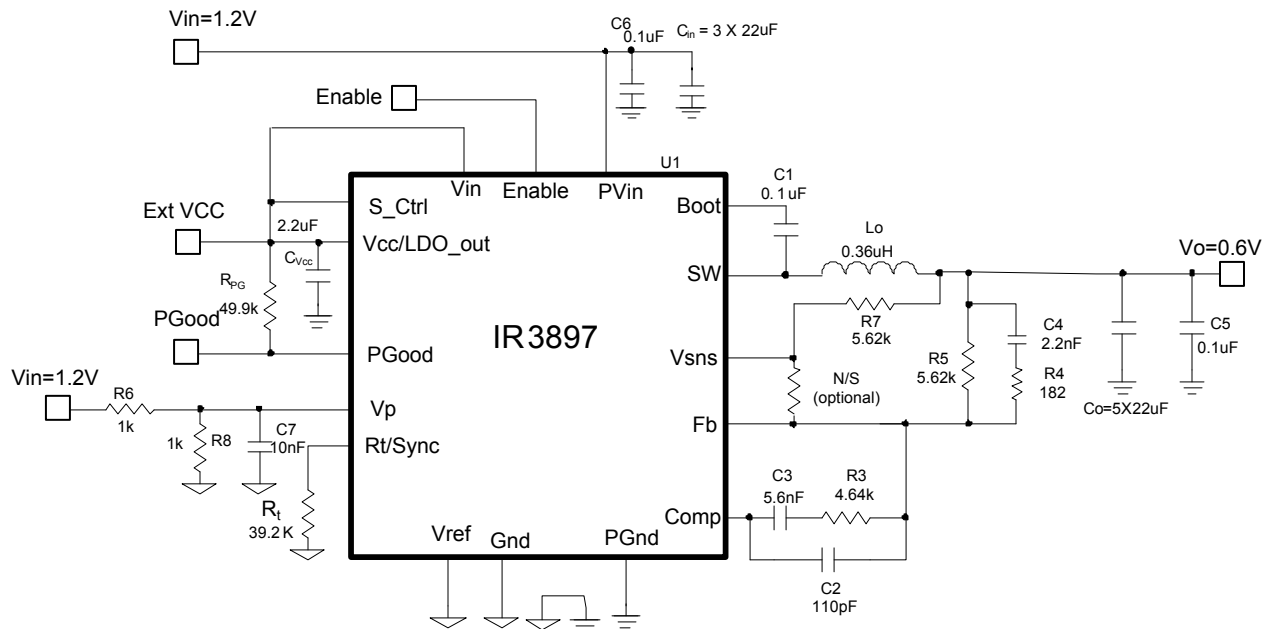 Vin=1.2V
C6
0.1uF
Cin = 3 X 22uF
Enable
U1
Vin
Enable
PVin
C1
0.1uF
S_Ctrl
Boot
Ext VCC
2.2uF
Vcc/LDO_out
Lo
0.36uH
CVcc
SW
Vo=0.6V
RPG
49.9k
PGood
IR3897
R7
5.62k
C4
2.2nF
C5
0.1uF
PGood
Vsns
R5
5.62k
N/S
(optional)
R4
182
Vin=1.2V
R6
1k
Vp
Co=5X22uF
1k
R8
C7
10nF
Fb
Rt/Sync
C3
5.6nF
R3
4.64k
Rt
39.2K
Comp
Vref
Gnd
PGnd
C2
110pF